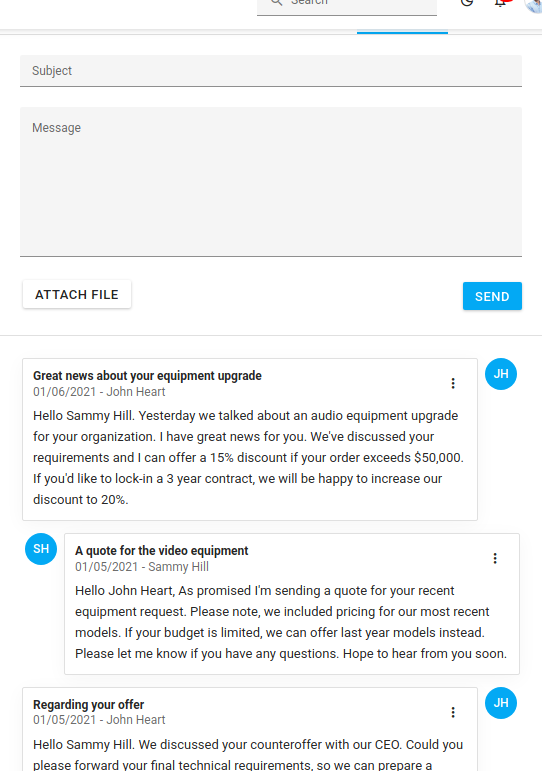 Search
Subject
Message
ATTACH FILE
SEND
Great news about your equipment upgrade
JH
01/06/2021 - John Heart
Hello Sammy Hill. Yesterday we talked about an audio equipment upgrade
for your organization. I have great news for you. We've discussed your
requirements and I can offer a 15% discount if your order exceeds $50,000.
If you'd like to lock-in a 3 year contract, we will be happy to increase our
discount to 20%.
SH
A quote for the video equipment
01/05/2021 - Sammy Hill
Hello John Heart, As promised I'm sending a quote for your recent
equipment request. Please note, we included pricing for our most recent
models. If your budget is limited, we can offer last year models instead.
Please let me know if you have any questions. Hope to hear from you soon.
Regarding your offer
JH
01/05/2021 - John Heart
Hello Sammy Hill. We discussed your counteroffer with our CEO. Could you
please forward your final technical requirements, so we can prepare a